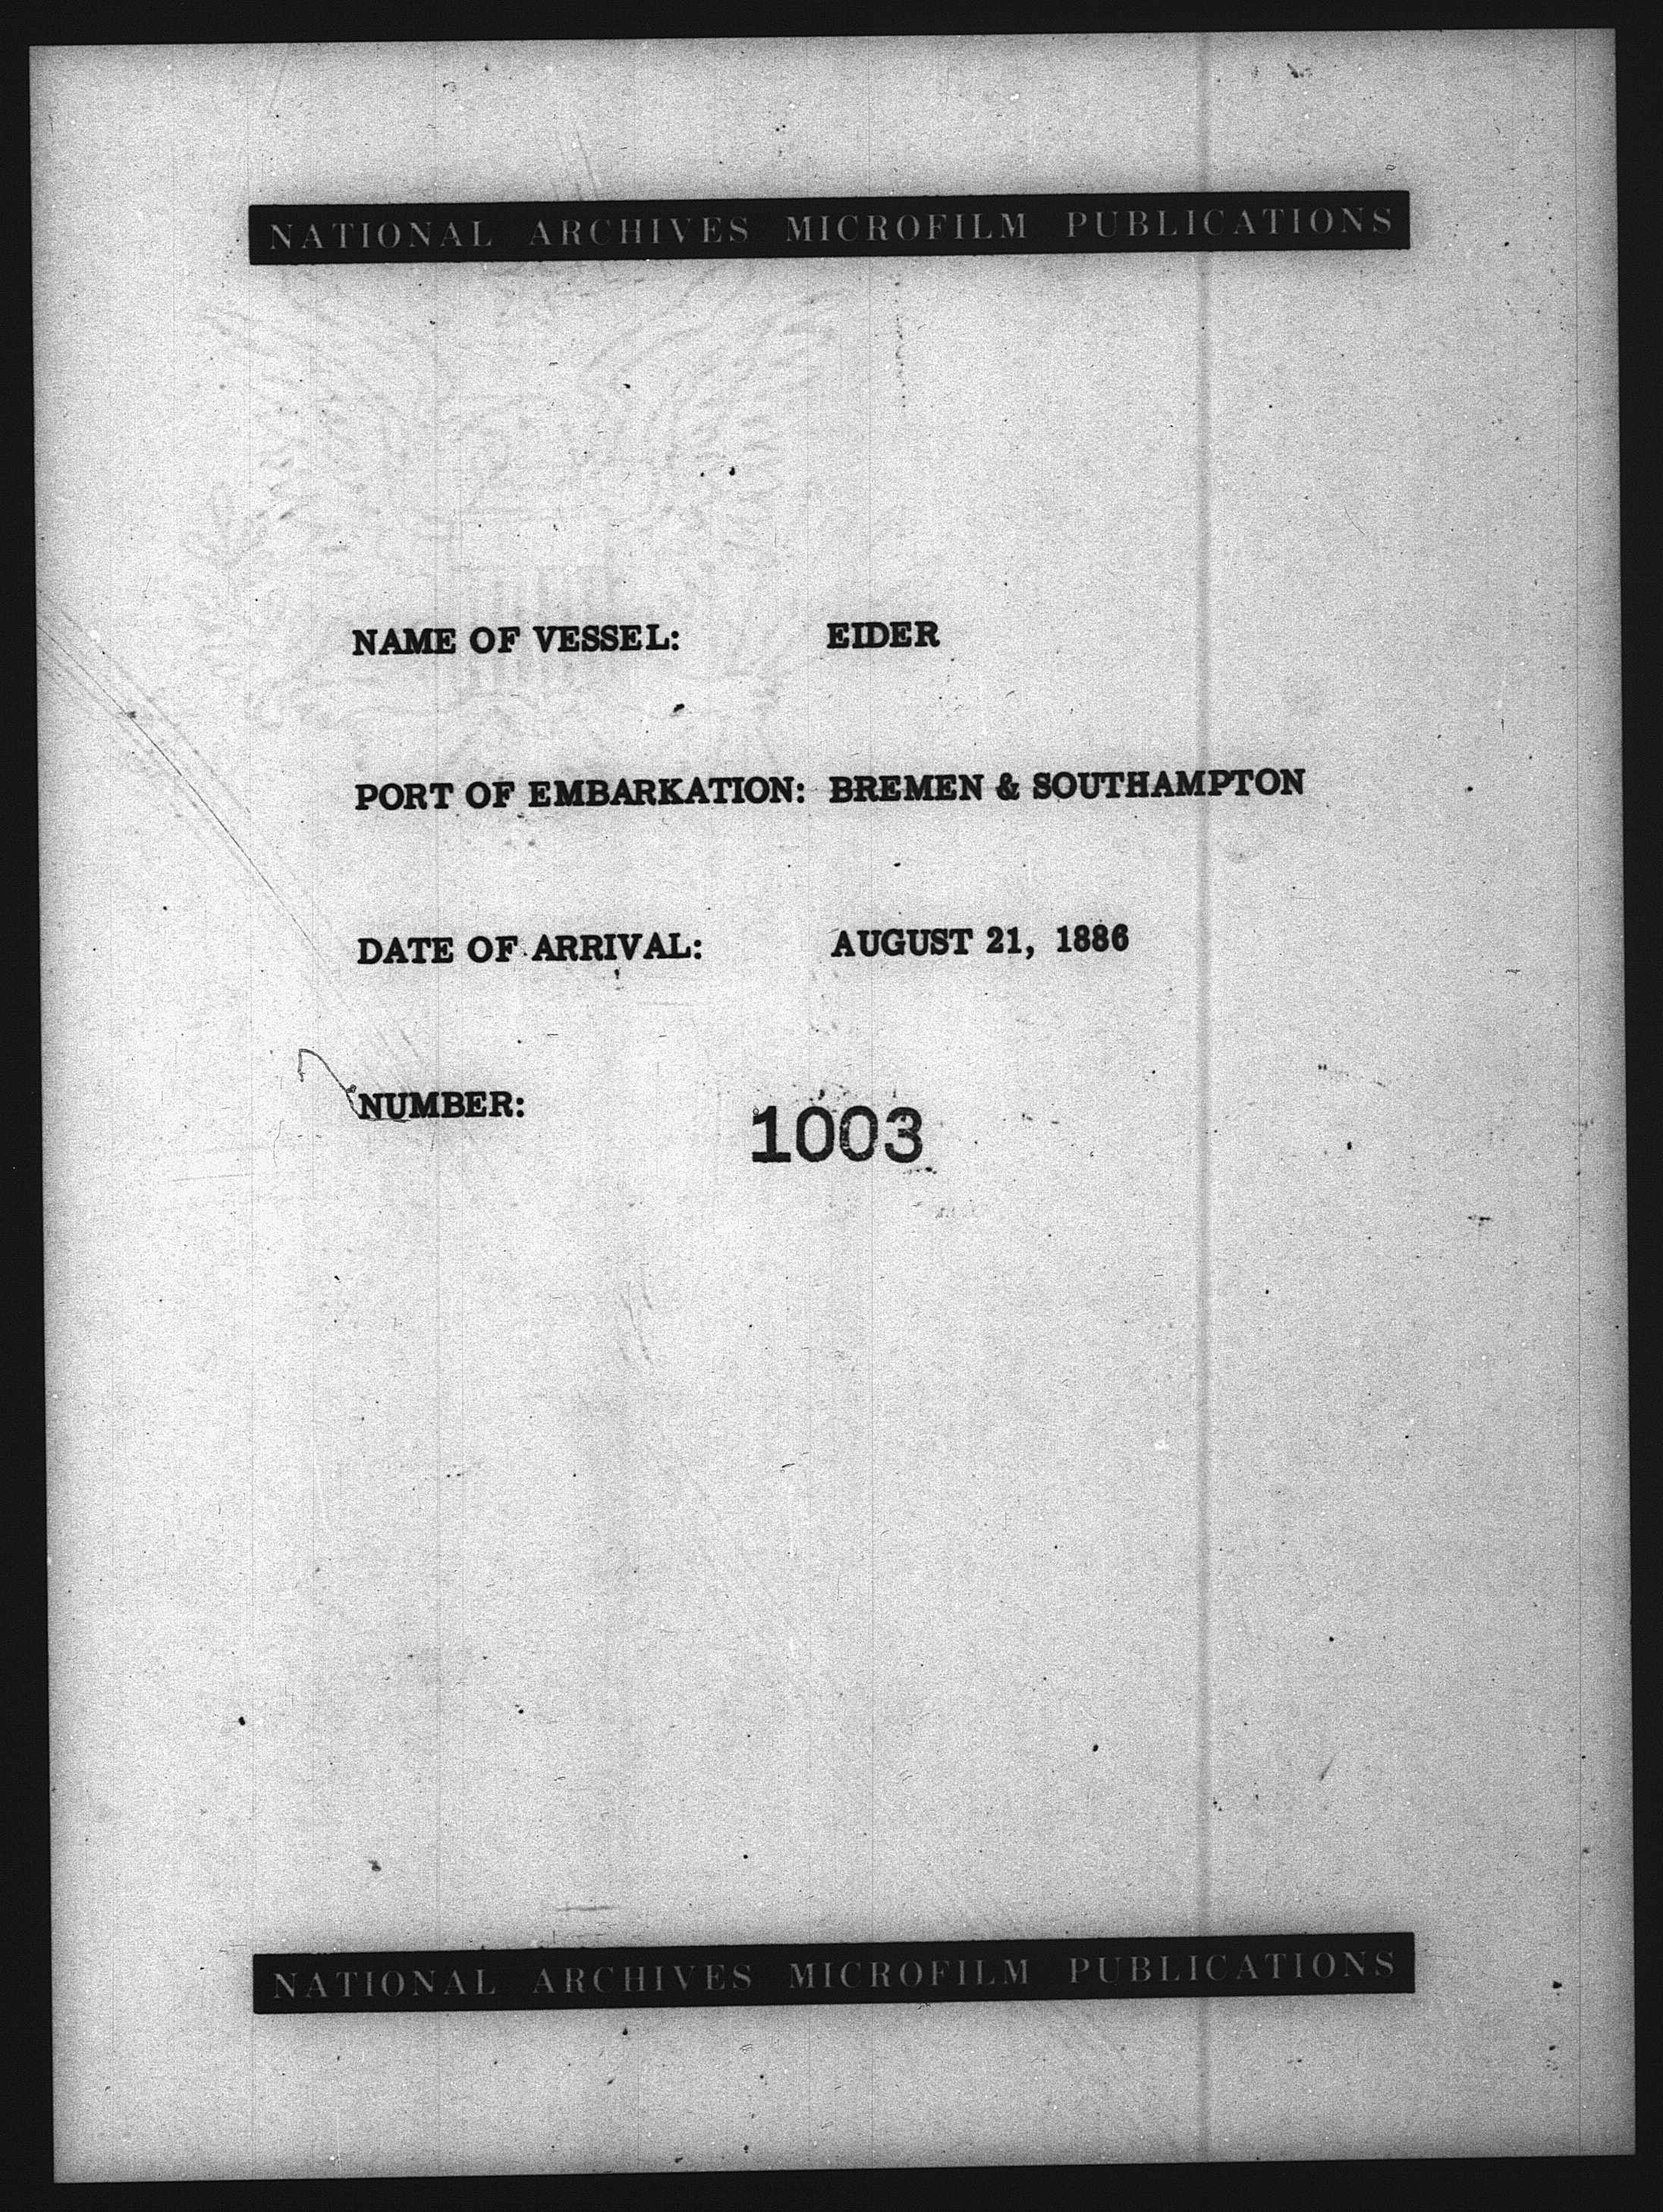 NATIONAL ARCHIVES MICROFILM PUBLICATIONS
NAME OF VESSEL: EIDER
PORT OF EMBARKATION: BREMEN & SOUTHAMPTON
DATE OF ARRIVAL: AUGUST 21, 1886
NUMBER: 1003
NATIONAL ARCHIVES MICROFILM PUBLICATIONS